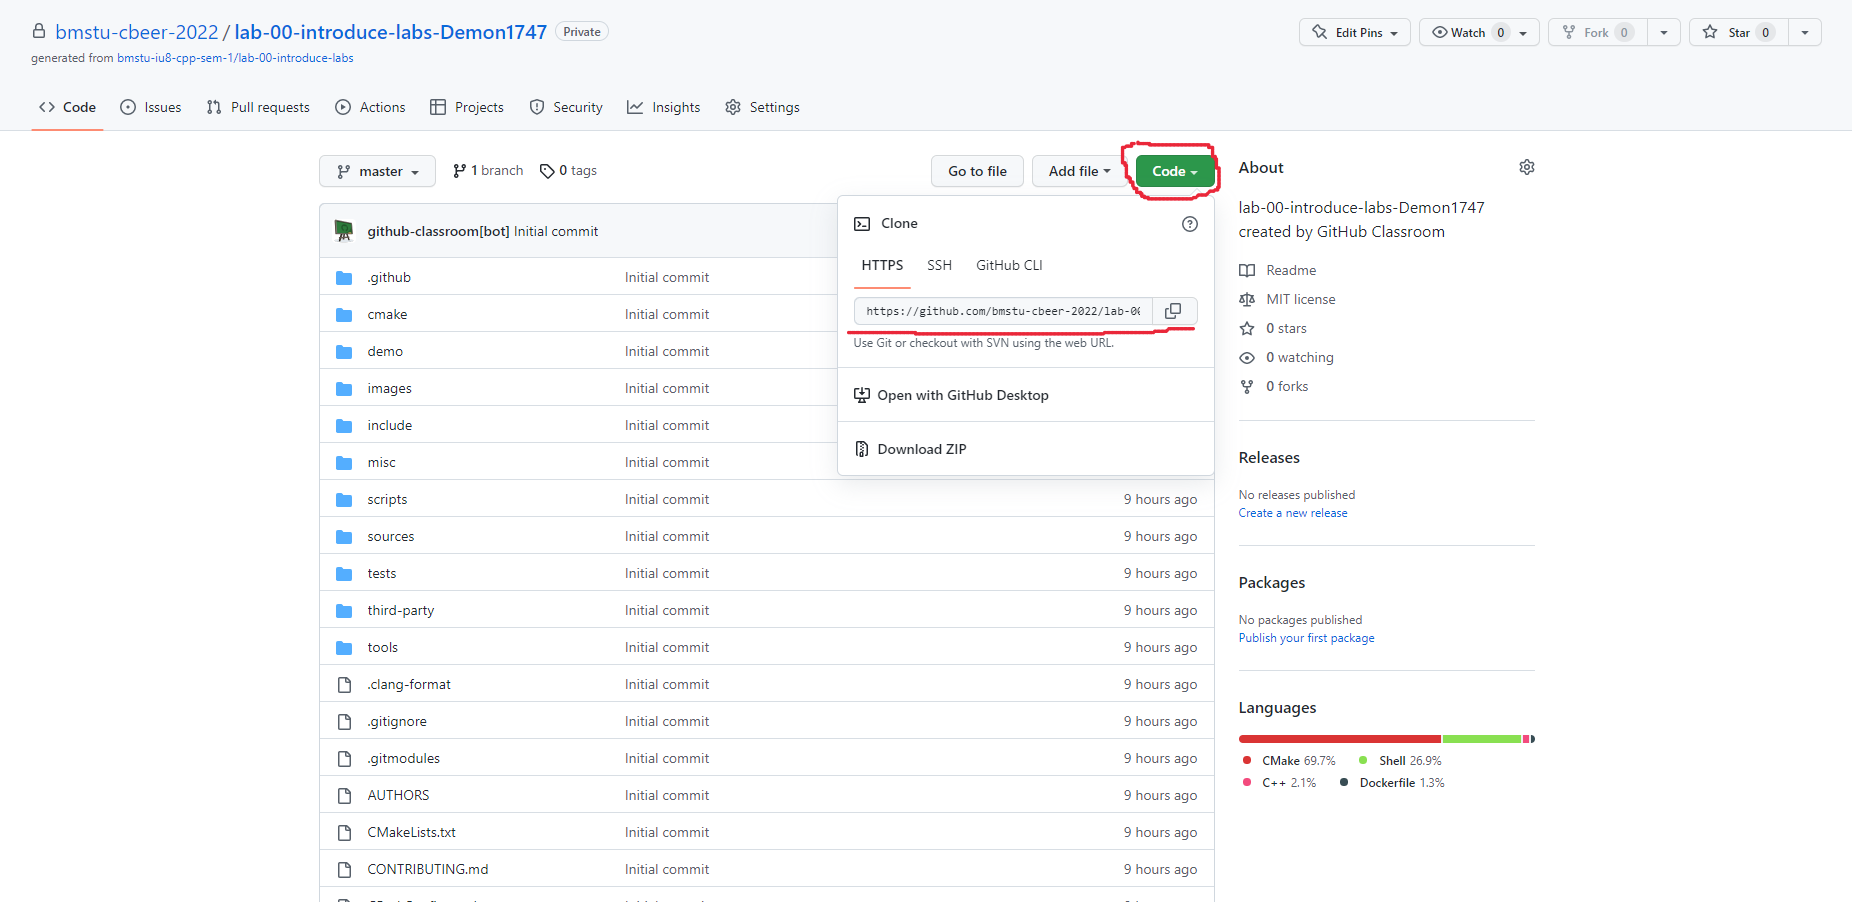 bmstu-cbeer-2022 / lab-00-introduce-labs-Demon1747 Private
Edit Pins Watch 0 Fork 0 Star 0
generated from bmstu-iu8-cpp-sem-1/lab-00-introduce-labs
Code Issues Pull requests Actions Projects Security Insights Settings
master 1 branch 0 tags Go to file Add file Code
github-classroom[bot] Initial commit
.github Initial commit
cmake Initial commit
demo Initial commit
images Initial commit
include Initial commit
misc Initial commit
scripts Initial commit 9 hours ago
sources Initial commit 9 hours ago
tests Initial commit 9 hours ago
third-party Initial commit 9 hours ago
tools Initial commit 9 hours ago
.clang-format Initial commit 9 hours ago
.gitignore Initial commit 9 hours ago
.gitmodules Initial commit 9 hours ago
AUTHORS Initial commit 9 hours ago
CMakeLists.txt Initial commit 9 hours ago
CONTRIBUTING.md Initial commit 9 hours ago
Clone
HTTPS SSH GitHub CLI
https://github.com/bmstu-cbeer-2022/lab-00
Use Git or checkout with SVN using the web URL.
Open with GitHub Desktop
Download ZIP
About
lab-00-introduce-labs-Demon1747
created by GitHub Classroom
Readme
MIT license
0 stars
0 watching
0 forks
Releases
No releases published
Create a new release
Packages
No packages published
Publish your first package
Languages
CMake 69.7% Shell 26.9%
C++ 2.1% Dockerfile 1.3%